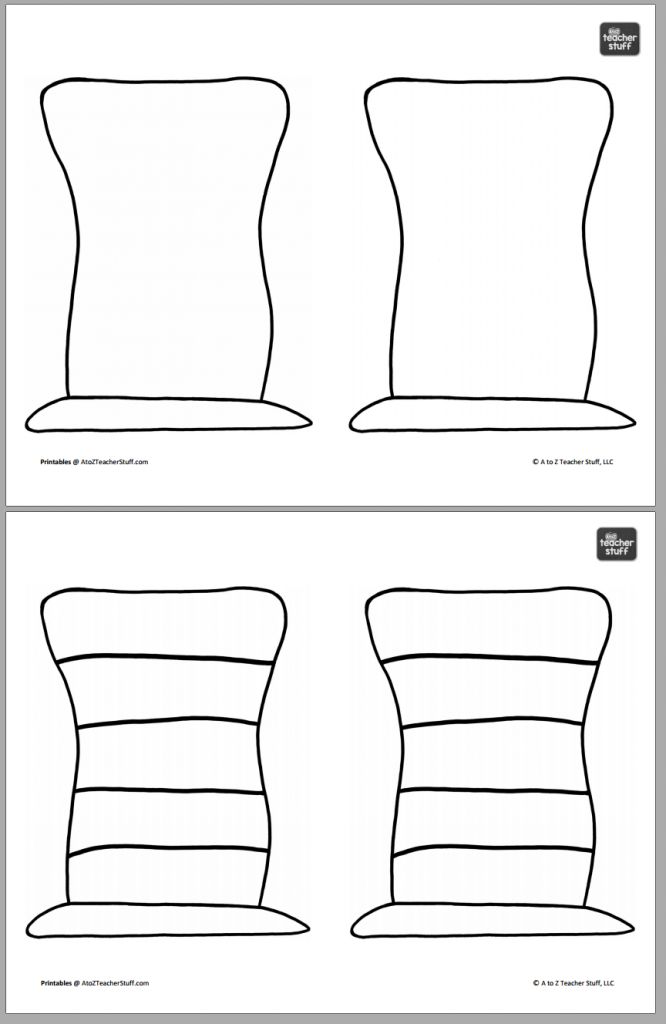 AtoZ
teacher
stuff
Printables @ AtoZTeacherStuff.com
© A to Z Teacher Stuff, LLC
teacher
stuff
Printables @ AtoZTeacherStuff.com
© A to Z Teacher Stuff, LLC